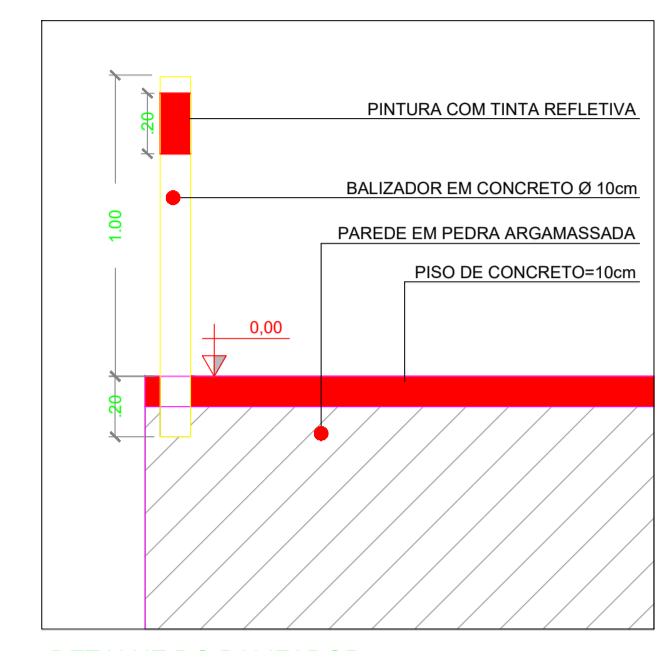 PINTURA COM TINTA REFLETIVA
.20
BALIZADOR EM CONCRETO Ø 10cm
1.00
PAREDE EM PEDRA ARGAMASSADA
PISO DE CONCRETO=10cm
0,00
.20